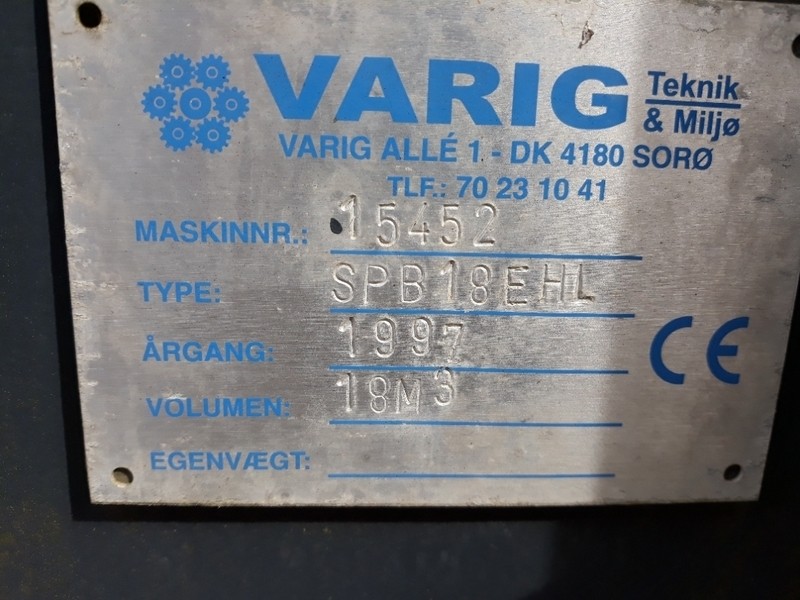 VARIG Teknik & Miljø
VARIG ALLÉ 1 - DK 4180 SORØ
TLF.: 70 23 10 41
MASKINNR.: 15452
TYPE: SPB18EHL
ÅRGANG: 1997
VOLUMEN: 18M3
EGENVÆGT:
CE